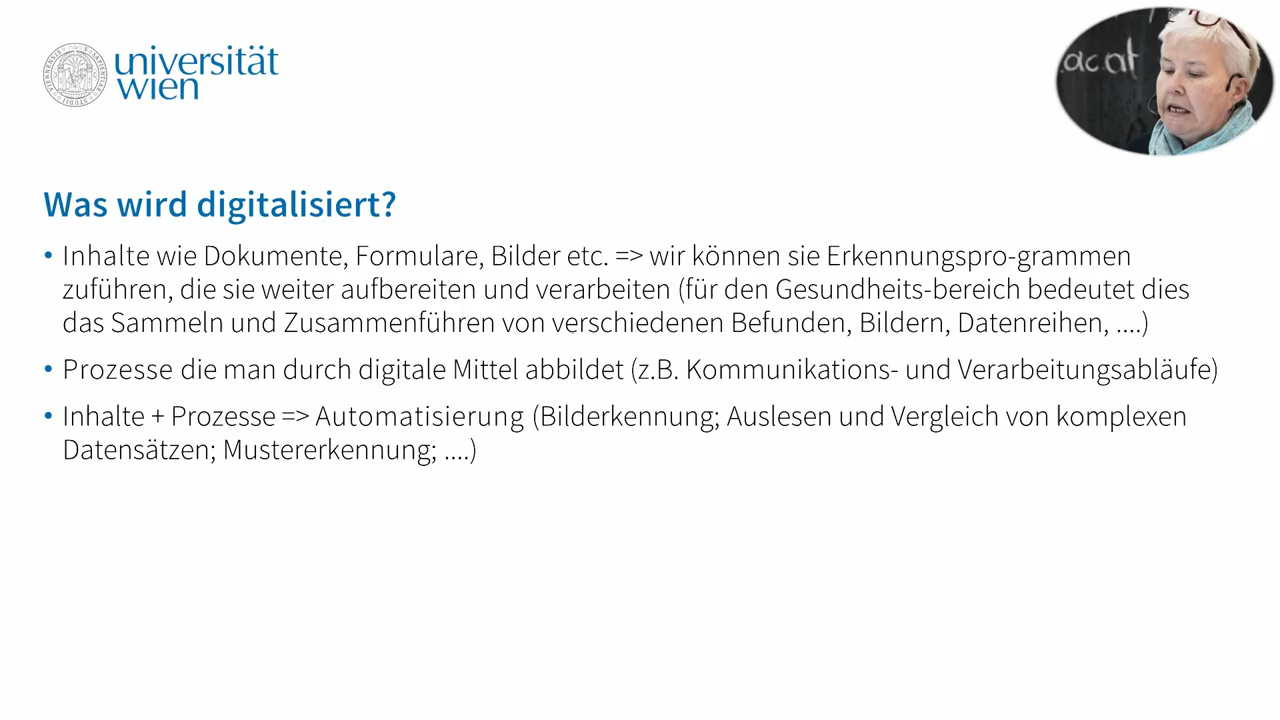 universität
wien
.ac.at
Was wird digitalisiert?
• Inhalte wie Dokumente, Formulare, Bilder etc. => wir können sie Erkennungspro-grammen
zuführen, die sie weiter aufbereiten und verarbeiten (für den Gesundheits-bereich bedeutet dies
das Sammeln und Zusammenführen von verschiedenen Befunden, Bildern, Datenreihen, ....)
• Prozesse die man durch digitale Mittel abbildet (z.B. Kommunikations- und Verarbeitungsabläufe)
• Inhalte + Prozesse => Automatisierung (Bilderkennung; Auslesen und Vergleich von komplexen
Datensätzen; Mustererkennung; ....)